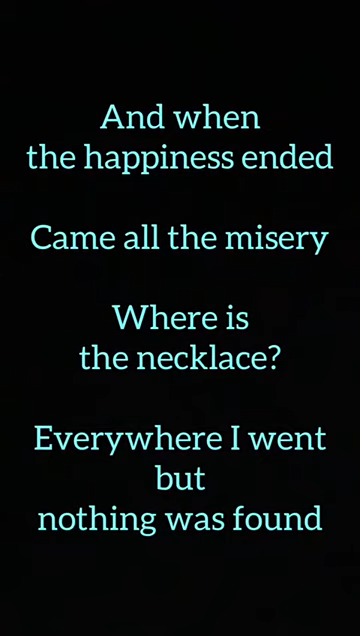 And when
the happiness ended
Came all the misery
Where is
the necklace?
Everywhere I went
but
nothing was found